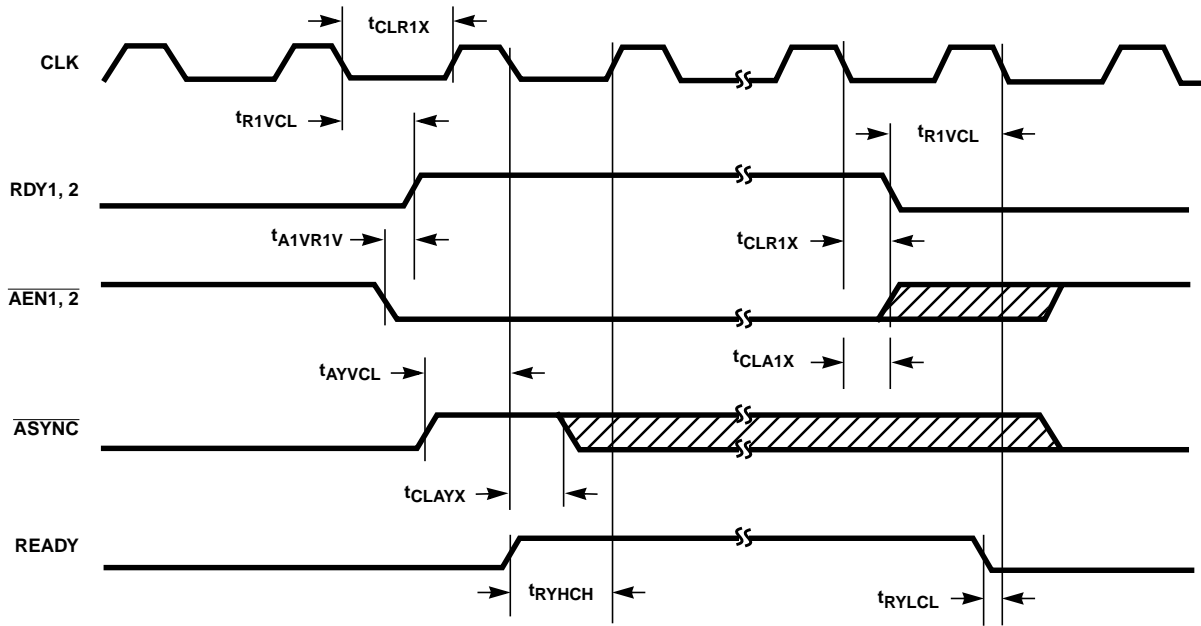 tCLR1X
CLK
tR1VCL
tR1VCL
RDY1, 2
tA1VR1V
tCLR1X
AEN1, 2
tCLA1X
tAYVCL
ASYNC
tCLAYX
READY
tRYHCH
tRYLCL